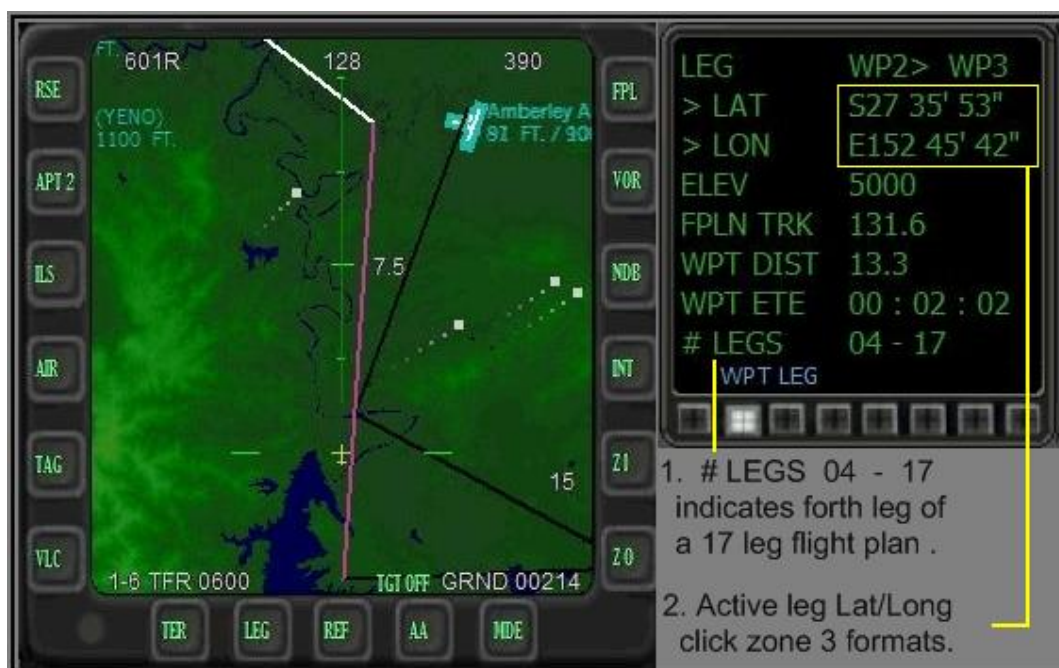 FT.
601R
128
390
RSE
FPL
(YENO)
1100 FT.
Amberley A
91 FT. / 900
APT 2
VOR
ILS
7.5
NDB
AIR
INT
TAG
15
Z I
VLC
Z O
1-6 TFR 0600
TGT OFF
GRND 00214
TER
LEG
REF
AA
MDE
LEG WP2> WP3
> LAT S27 35' 53"
> LON E152 45' 42"
ELEV 5000
FPLN TRK 131.6
WPT DIST 13.3
WPT ETE 00 : 02 : 02
# LEGS 04 - 17
WPT LEG
1. # LEGS 04 - 17
indicates forth leg of
a 17 leg flight plan .
2. Active leg Lat/Long
click zone 3 formats.